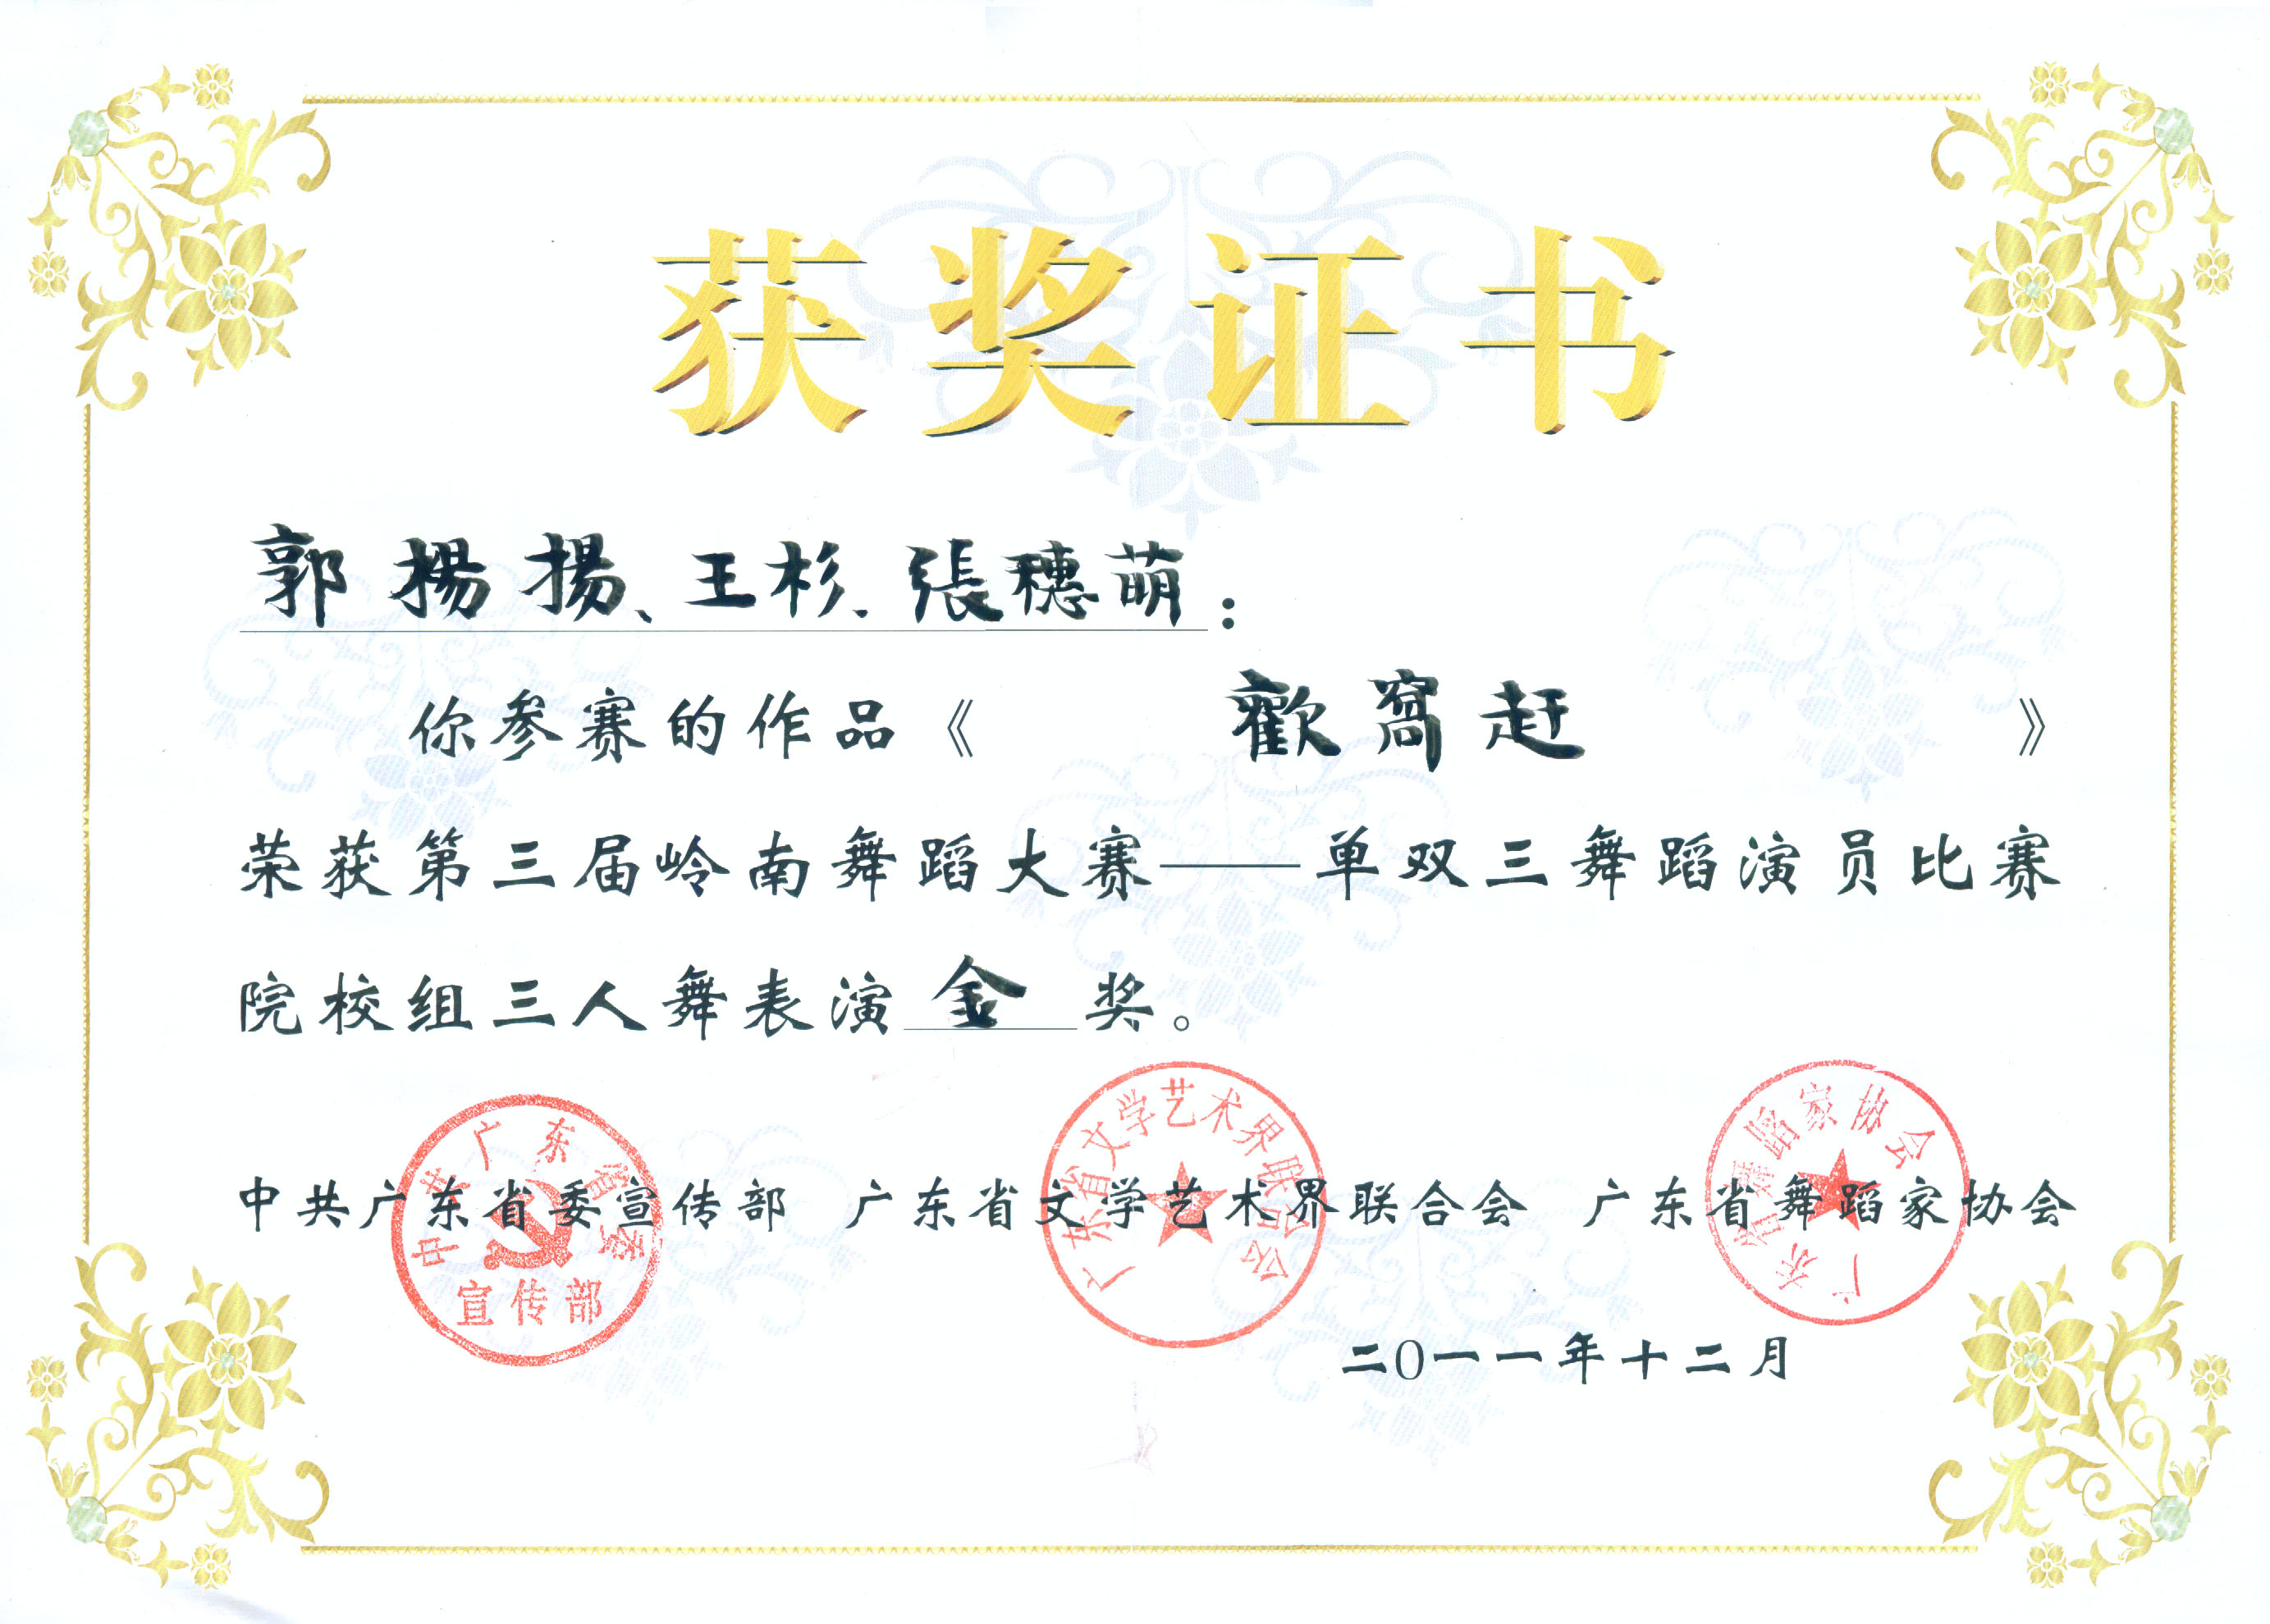 获奖证书
郭楊揚、王杉、張穗萌：
你参赛的作品《 歡窩赶 》
荣获第三届岭南舞蹈大赛——单双三舞蹈演员比赛
院校组三人舞表演 金 奖。
中共广东省委宣传部 广东省文学艺术界联合会 广东省舞蹈家协会
中共广东省委
宣传部
广东省文学艺术界联合会
广东省舞蹈家协会
二0一一年十二月